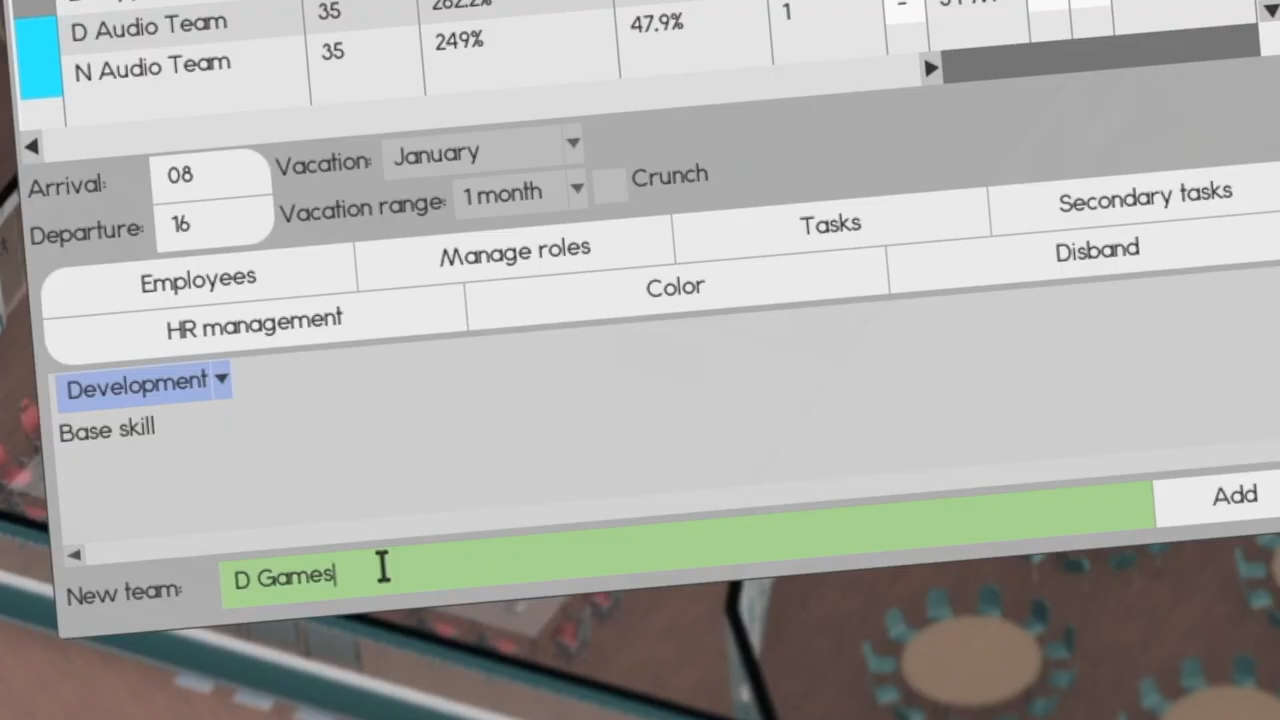 D Audio Team 35 262.2%
N Audio Team 35 249% 47.9% 1
Arrival: 08 Vacation: January
Departure: 16 Vacation range: 1 month Crunch
Employees Manage roles Tasks Secondary tasks
HR management Color Disband
Development
Base skill
New team: D Games Add